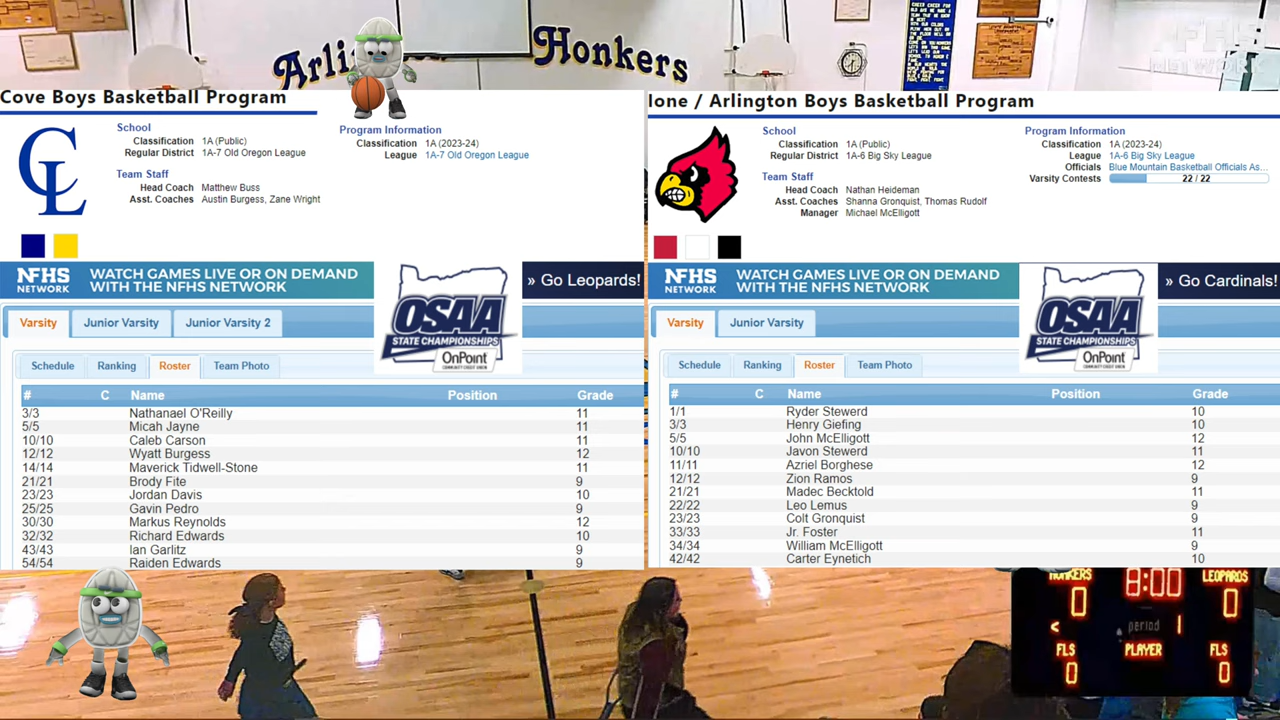 Arli Honkers
NFHS
NETWORK
Cove Boys Basketball Program
CL
School
Classification 1A (Public)
Regular District 1A-7 Old Oregon League
Team Staff
Head Coach Matthew Buss
Asst. Coaches Austin Burgess, Zane Wright
Program Information
Classification 1A (2023-24)
League 1A-7 Old Oregon League
NFHS
NETWORK
WATCH GAMES LIVE OR ON DEMAND
WITH THE NFHS NETWORK
OSAA
STATE CHAMPIONSHIPS
OnPoint
COMMUNITY CREDIT UNION
» Go Leopards!
Varsity Junior Varsity Junior Varsity 2
Schedule Ranking Roster Team Photo
# C Name Position Grade
3/3 Nathanael O'Reilly 11
5/5 Micah Jayne 11
10/10 Caleb Carson 11
12/12 Wyatt Burgess 12
14/14 Maverick Tidwell-Stone 11
21/21 Brody Fite 9
23/23 Jordan Davis 10
25/25 Gavin Pedro 9
30/30 Markus Reynolds 12
32/32 Richard Edwards 10
43/43 Ian Garlitz 9
54/54 Raiden Edwards 9
Ione / Arlington Boys Basketball Program
School
Classification 1A (Public)
Regular District 1A-6 Big Sky League
Team Staff
Head Coach Nathan Heideman
Asst. Coaches Shanna Gronquist, Thomas Rudolf
Manager Michael McElligott
Program Information
Classification 1A (2023-24)
League 1A-6 Big Sky League
Officials Blue Mountain Basketball Officials As...
Varsity Contests 22 / 22
NFHS
NETWORK
WATCH GAMES LIVE OR ON DEMAND
WITH THE NFHS NETWORK
OSAA
STATE CHAMPIONSHIPS
OnPoint
COMMUNITY CREDIT UNION
» Go Cardinals!
Varsity Junior Varsity
Schedule Ranking Roster Team Photo
# C Name Position Grade
1/1 Ryder Stewerd 10
3/3 Henry Giefing 10
5/5 John McElligott 12
10/10 Javon Stewerd 11
11/11 Azriel Borghese 12
12/12 Zion Ramos 9
21/21 Madec Becktold 11
22/22 Leo Lemus 9
23/23 Colt Gronquist 9
33/33 Jr. Foster 11
34/34 William McElligott 9
42/42 Carter Eynetich 10
HONKERS 8:00 LEOPARDS
0 0
< period 1
FLS PLAYER FLS
0 0